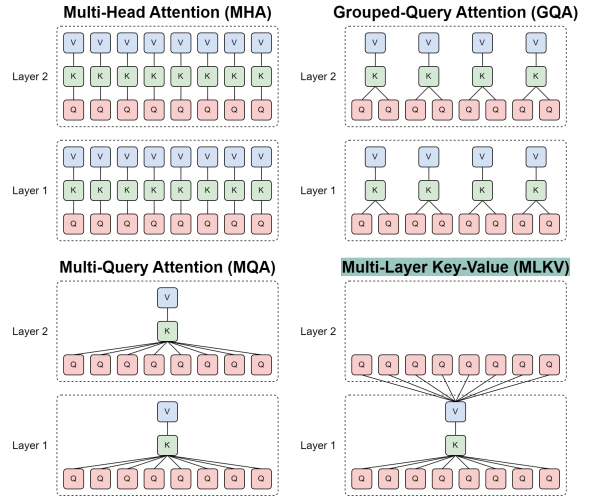 Multi-Head Attention (MHA)
Layer 2
V V V V V V V V
K K K K K K K K
Q Q Q Q Q Q Q Q
Layer 1
V V V V V V V V
K K K K K K K K
Q Q Q Q Q Q Q Q
Grouped-Query Attention (GQA)
Layer 2
V V V V
K K K K
Q Q Q Q Q Q Q Q
Layer 1
V V V V
K K K K
Q Q Q Q Q Q Q Q
Multi-Query Attention (MQA)
Layer 2
V
K
Q Q Q Q Q Q Q Q
Layer 1
V
K
Q Q Q Q Q Q Q Q
Multi-Layer Key-Value (MLKV)
Layer 2
Q Q Q Q Q Q Q Q
Layer 1
V
K
Q Q Q Q Q Q Q Q